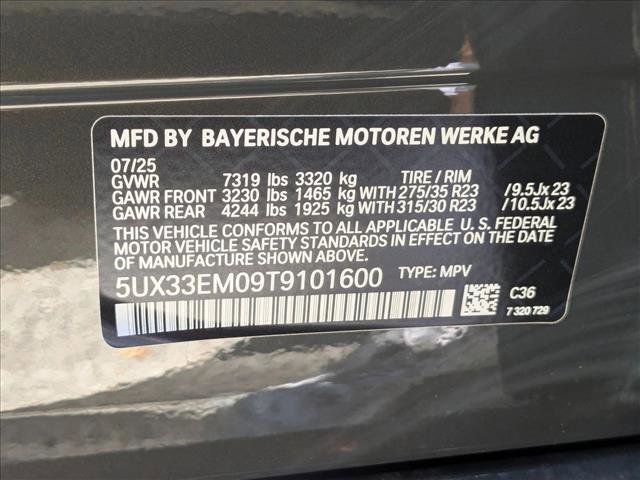 MFD BY BAYERISCHE MOTOREN WERKE AG
07/25
GVWR 7319 lbs 3320 kg TIRE / RIM
GAWR FRONT 3230 lbs 1465 kg WITH 275/35 R23 /9.5Jx23
GAWR REAR 4244 lbs 1925 kg WITH 315/30 R23 /10.5Jx23
THIS VEHICLE CONFORMS TO ALL APPLICABLE U. S. FEDERAL
MOTOR VEHICLE SAFETY STANDARDS IN EFFECT ON THE DATE
OF MANUFACTURE SHOWN ABOVE.
5UX33EM09T9101600 TYPE: MPV
C36
7 320 729